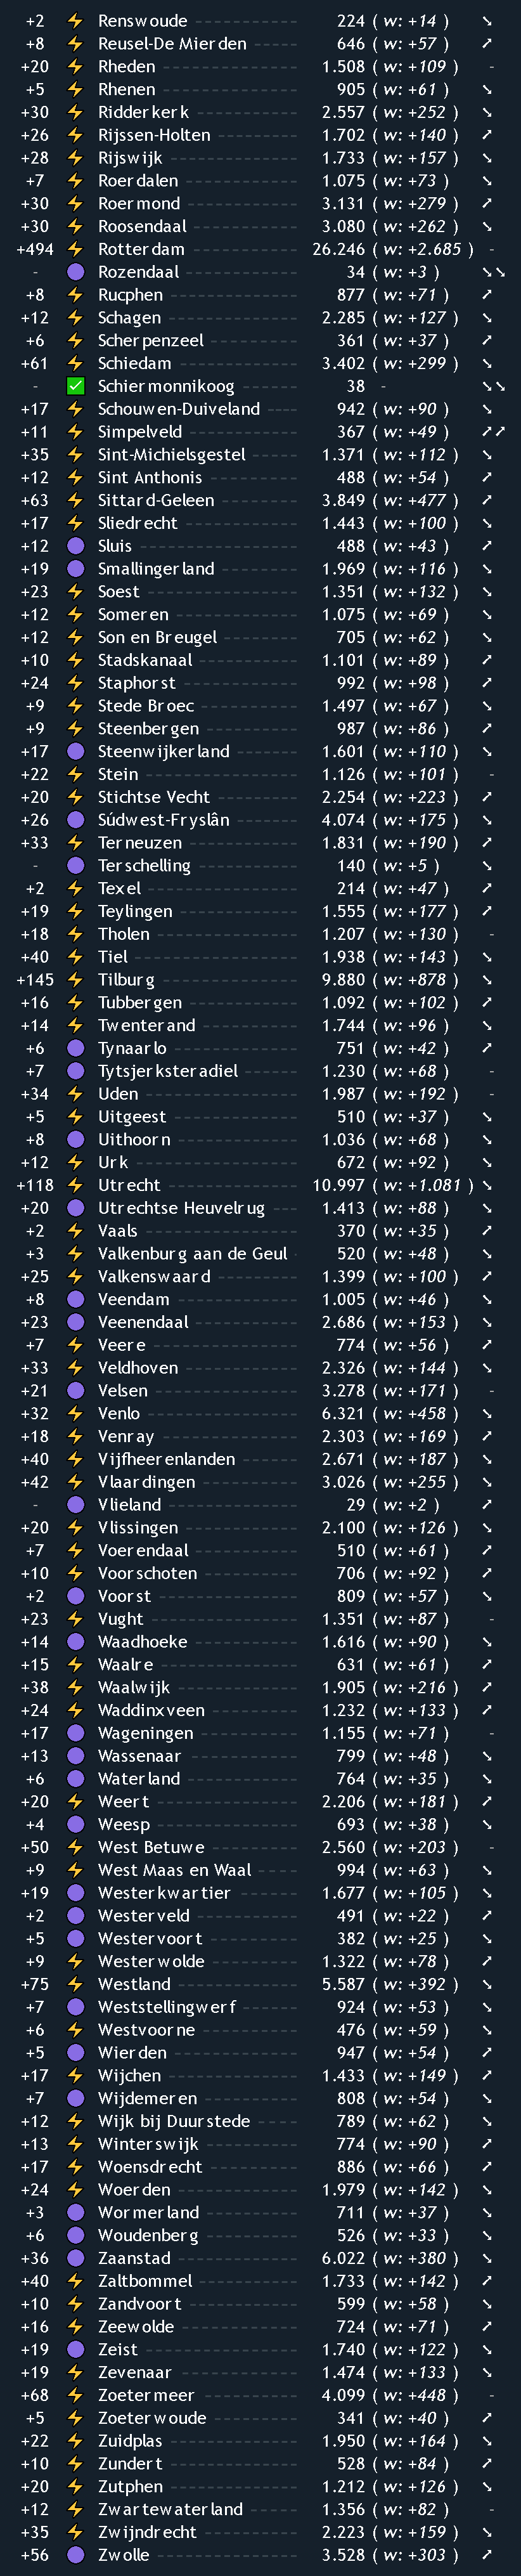 +2 ⚡ Renswoude 224 ( w: +14 ) ↘
+8 ⚡ Reusel-De Mierden 646 ( w: +57 ) ↗
+20 ⚡ Rheden 1.508 ( w: +109 ) -
+5 ⚡ Rhenen 905 ( w: +61 ) ↘
+30 ⚡ Ridderkerk 2.557 ( w: +252 ) ↘
+26 ⚡ Rijssen-Holten 1.702 ( w: +140 ) ↗
+28 ⚡ Rijswijk 1.733 ( w: +157 ) ↘
+7 ⚡ Roerdalen 1.075 ( w: +73 ) ↘
+30 ⚡ Roermond 3.131 ( w: +279 ) ↗
+30 ⚡ Roosendaal 3.080 ( w: +262 ) ↘
+494 ⚡ Rotterdam 26.246 ( w: +2.685 ) -
- 🟣 Rozendaal 34 ( w: +3 ) ↘↘
+8 ⚡ Rucphen 877 ( w: +71 ) ↗
+12 ⚡ Schagen 2.285 ( w: +127 ) ↘
+6 ⚡ Scherpenzeel 361 ( w: +37 ) ↗
+61 ⚡ Schiedam 3.402 ( w: +299 ) ↘
- ✅ Schiermonnikoog 38 - ↘↘
+17 ⚡ Schouwen-Duiveland 942 ( w: +90 ) ↘
+11 ⚡ Simpelveld 367 ( w: +49 ) ↗↗
+35 ⚡ Sint-Michielsgestel 1.371 ( w: +112 ) ↘
+12 ⚡ Sint Anthonis 488 ( w: +54 ) ↗
+63 ⚡ Sittard-Geleen 3.849 ( w: +477 ) ↗
+17 ⚡ Sliedrecht 1.443 ( w: +100 ) ↘
+12 🟣 Sluis 488 ( w: +43 ) ↗
+19 🟣 Smallingerland 1.969 ( w: +116 ) ↘
+23 ⚡ Soest 1.351 ( w: +132 ) ↘
+12 ⚡ Someren 1.075 ( w: +69 ) ↘
+12 ⚡ Son en Breugel 705 ( w: +62 ) ↘
+10 ⚡ Stadskanaal 1.101 ( w: +89 ) ↗
+24 ⚡ Staphorst 992 ( w: +98 ) ↗
+9 ⚡ Stede Broec 1.497 ( w: +67 ) ↘
+9 ⚡ Steenbergen 987 ( w: +86 ) ↗
+17 🟣 Steenwijkerland 1.601 ( w: +110 ) ↘
+22 ⚡ Stein 1.126 ( w: +101 ) -
+20 ⚡ Stichtse Vecht 2.254 ( w: +223 ) ↗
+26 🟣 Súdwest-Fryslân 4.074 ( w: +175 ) ↘
+33 ⚡ Terneuzen 1.831 ( w: +190 ) ↗
- 🟣 Terschelling 140 ( w: +5 ) ↘
+2 ⚡ Texel 214 ( w: +47 ) ↗
+19 ⚡ Teylingen 1.555 ( w: +177 ) ↗
+18 ⚡ Tholen 1.207 ( w: +130 ) -
+40 ⚡ Tiel 1.938 ( w: +143 ) ↘
+145 ⚡ Tilburg 9.880 ( w: +878 ) ↘
+16 ⚡ Tubbergen 1.092 ( w: +102 ) ↗
+14 ⚡ Twenterand 1.744 ( w: +96 ) ↘
+6 🟣 Tynaarlo 751 ( w: +42 ) ↗
+7 🟣 Tytsjerksteradiel 1.230 ( w: +68 ) -
+34 ⚡ Uden 1.987 ( w: +192 ) -
+5 ⚡ Uitgeest 510 ( w: +37 ) ↘
+8 🟣 Uithoorn 1.036 ( w: +68 ) ↘
+12 ⚡ Urk 672 ( w: +92 ) ↘
+118 ⚡ Utrecht 10.997 ( w: +1.081 ) ↘
+20 🟣 Utrechtse Heuvelrug 1.413 ( w: +88 ) ↘
+2 ⚡ Vaals 370 ( w: +35 ) ↗
+3 ⚡ Valkenburg aan de Geul 520 ( w: +48 ) ↘
+25 ⚡ Valkenswaard 1.399 ( w: +100 ) ↗
+8 🟣 Veendam 1.005 ( w: +46 ) ↘
+23 🟣 Veenendaal 2.686 ( w: +153 ) ↘
+7 ⚡ Veere 774 ( w: +56 ) ↗
+33 ⚡ Veldhoven 2.326 ( w: +144 ) ↘
+21 🟣 Velsen 3.278 ( w: +171 ) -
+32 ⚡ Venlo 6.321 ( w: +458 ) ↘
+18 ⚡ Venray 2.303 ( w: +169 ) ↗
+40 ⚡ Vijfheerenlanden 2.671 ( w: +187 ) ↘
+42 ⚡ Vlaardingen 3.026 ( w: +255 ) ↘
- 🟣 Vlieland 29 ( w: +2 ) ↗
+20 ⚡ Vlissingen 2.100 ( w: +126 ) ↘
+7 ⚡ Voerendaal 510 ( w: +61 ) ↗
+10 ⚡ Voorschoten 706 ( w: +92 ) ↗
+2 🟣 Voorst 809 ( w: +57 ) ↘
+23 ⚡ Vught 1.351 ( w: +87 ) -
+14 🟣 Waadhoeke 1.616 ( w: +90 ) ↘
+15 ⚡ Waalre 631 ( w: +61 ) ↗
+38 ⚡ Waalwijk 1.905 ( w: +216 ) ↗
+24 ⚡ Waddinxveen 1.232 ( w: +133 ) ↗
+17 🟣 Wageningen 1.155 ( w: +71 ) -
+13 🟣 Wassenaar 799 ( w: +48 ) ↘
+6 🟣 Waterland 764 ( w: +35 ) ↘
+20 ⚡ Weert 2.206 ( w: +181 ) ↗
+4 🟣 Weesp 693 ( w: +38 ) ↘
+50 ⚡ West Betuwe 2.560 ( w: +203 ) -
+9 ⚡ West Maas en Waal 994 ( w: +63 ) ↘
+19 🟣 Westerkwartier 1.677 ( w: +105 ) ↘
+2 🟣 Westerveld 491 ( w: +22 ) ↗
+5 🟣 Westervoort 382 ( w: +25 ) ↘
+9 ⚡ Westerwolde 1.322 ( w: +78 ) ↗
+75 ⚡ Westland 5.587 ( w: +392 ) ↘
+7 🟣 Weststellingwerf 924 ( w: +53 ) ↘
+6 ⚡ Westvoorne 476 ( w: +59 ) ↘
+5 🟣 Wierden 947 ( w: +54 ) ↗
+17 ⚡ Wijchen 1.433 ( w: +149 ) ↗
+7 🟣 Wijdemeren 808 ( w: +54 ) ↘
+12 ⚡ Wijk bij Duurstede 789 ( w: +62 ) ↘
+13 ⚡ Winterswijk 774 ( w: +90 ) ↗
+17 ⚡ Woensdrecht 886 ( w: +66 ) ↗
+24 ⚡ Woerden 1.979 ( w: +142 ) ↘
+3 🟣 Wormerland 711 ( w: +37 ) ↘
+6 🟣 Woudenberg 526 ( w: +33 ) ↘
+36 🟣 Zaanstad 6.022 ( w: +380 ) ↘
+40 ⚡ Zaltbommel 1.733 ( w: +142 ) ↗
+10 ⚡ Zandvoort 599 ( w: +58 ) ↘
+16 ⚡ Zeewolde 724 ( w: +71 ) ↗
+19 🟣 Zeist 1.740 ( w: +122 ) ↘
+19 ⚡ Zevenaar 1.474 ( w: +133 ) ↘
+68 ⚡ Zoetermeer 4.099 ( w: +448 ) -
+5 ⚡ Zoeterwoude 341 ( w: +40 ) ↗
+22 ⚡ Zuidplas 1.950 ( w: +164 ) ↘
+10 ⚡ Zundert 528 ( w: +84 ) ↗
+20 ⚡ Zutphen 1.212 ( w: +126 ) ↘
+12 ⚡ Zwartewaterland 1.356 ( w: +82 ) -
+35 ⚡ Zwijndrecht 2.223 ( w: +159 ) ↘
+56 🟣 Zwolle 3.528 ( w: +303 ) ↗